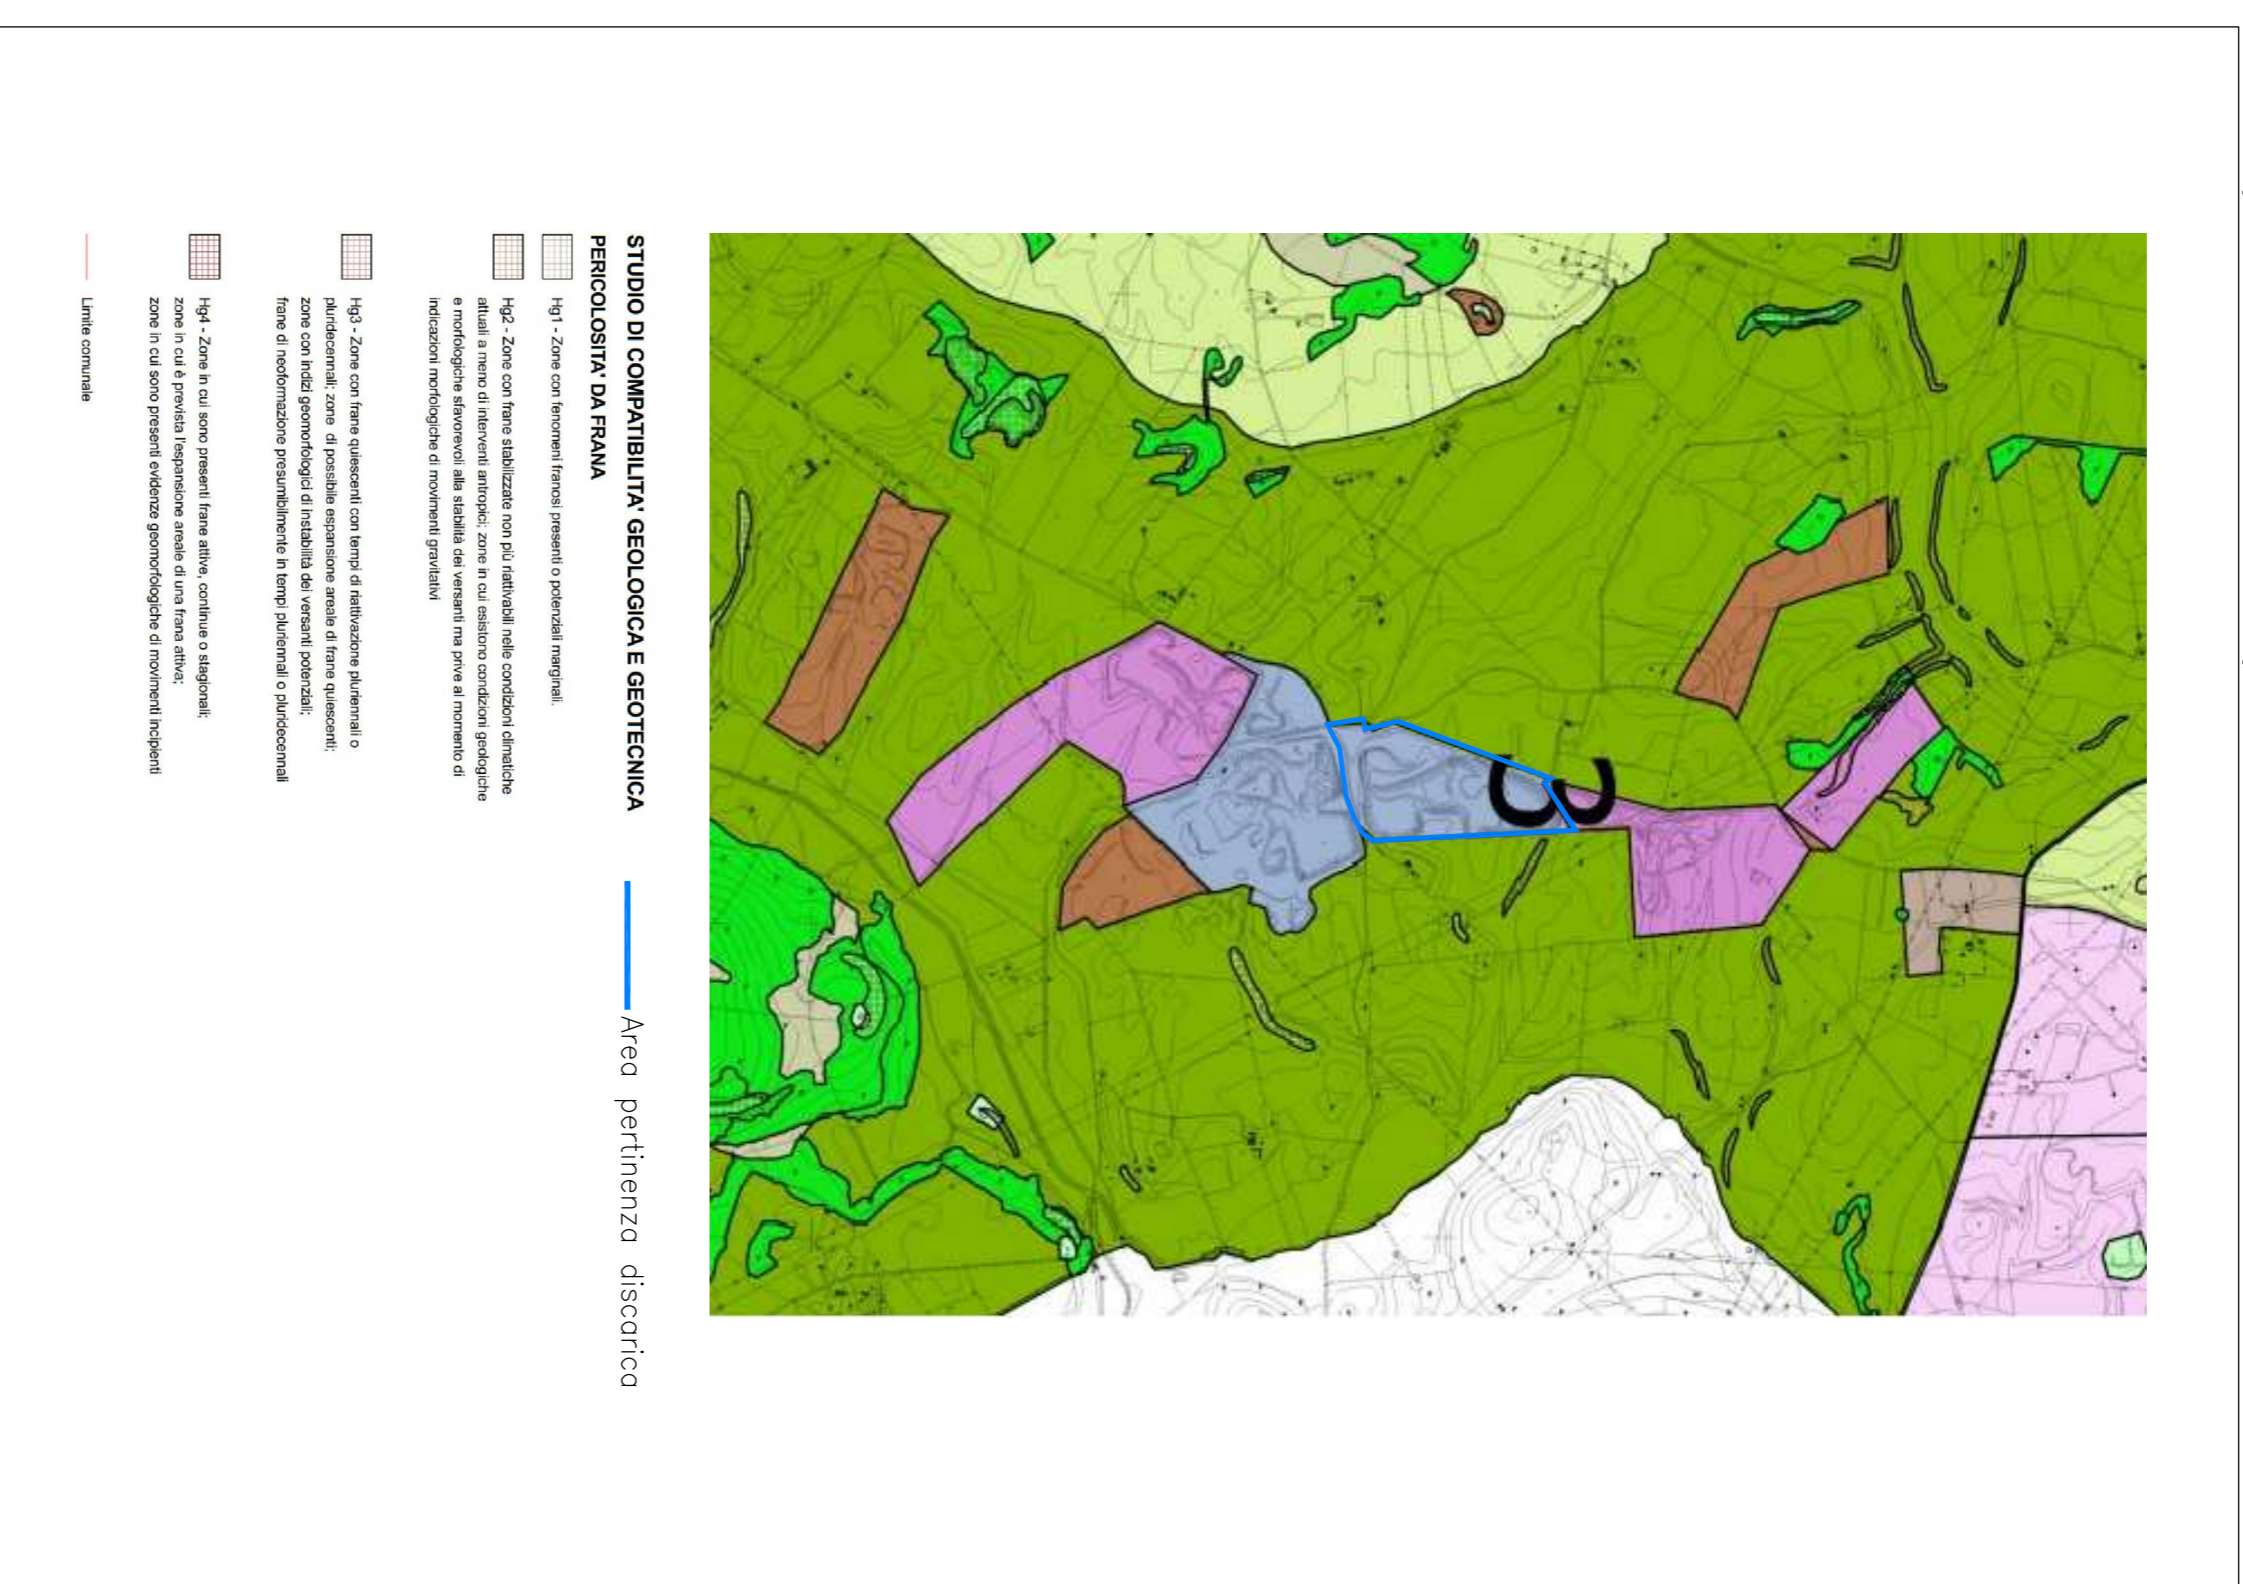 STUDIO DI COMPATIBILITA' GEOLOGICA E GEOTECNICA
PERICOLOSITA' DA FRANA
Hg1 - Zone con fenomeni franosi presenti o potenziali marginali.
Hg2 - Zone con frane stabilizzate non più riattivabili nelle condizioni climatiche
attuali a meno di interventi antropici; zone in cui esistono condizioni geologiche
e morfologiche sfavorevoli alla stabilità dei versanti ma prive al momento di
indicazioni morfologiche di movimenti gravitativi
Hg3 - Zone con frane quiescenti con tempi di riattivazione pluriennali o
pluridecennali; zone di possibile espansione areale di frane quiescenti;
zone con indizi geomorfologici di instabilità dei versanti potenziali;
frane di neoformazione presumibilmente in tempi pluriennali o pluridecennali
Hg4 - Zone in cui sono presenti frane attive, continue o stagionali;
zone in cui è prevista l'espansione areale di una frana attiva;
zone in cui sono presenti evidenze geomorfologiche di movimenti incipienti
Limite comunale
Area pertinenza discarica